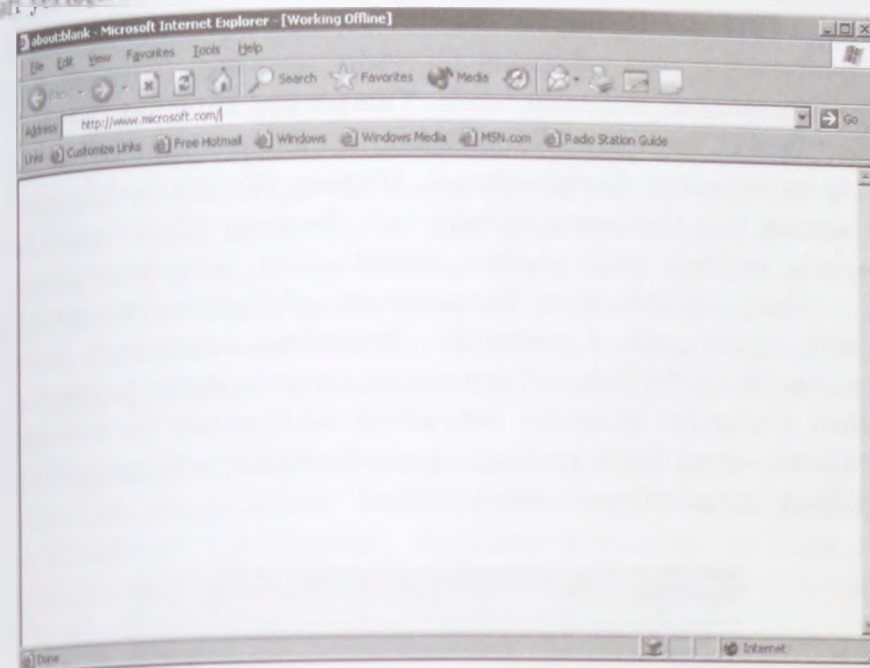 about:blank - Microsoft Internet Explorer - [Working Offline]
File Edit View Favorites Tools Help
Back Search Favorites Media
Address http://www.microsoft.com/ Go
Links Customize Links Free Hotmail Windows Windows Media MSN.com Radio Station Guide
Done Internet